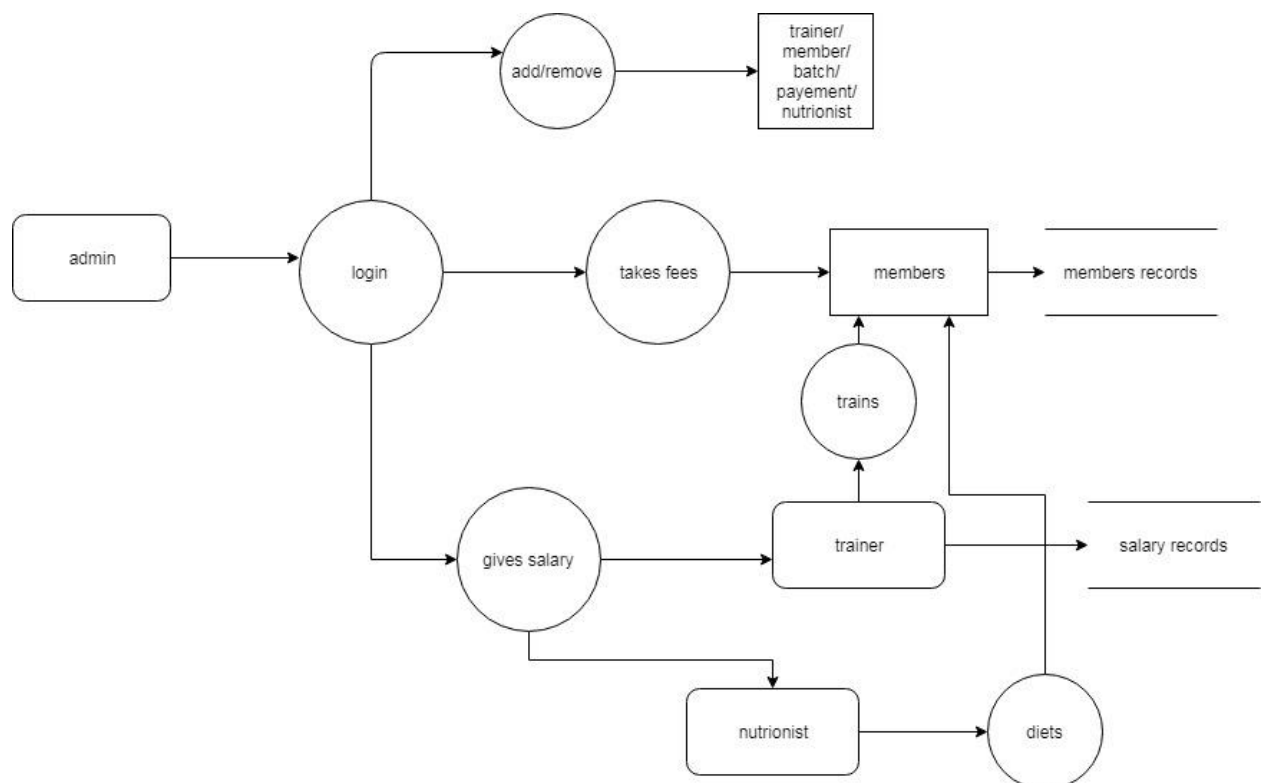 trainer/
member/
batch/
payement/
nutrionist
add/remove
admin
login
takes fees
members
members records
trains
gives salary
trainer
salary records
nutrionist
diets